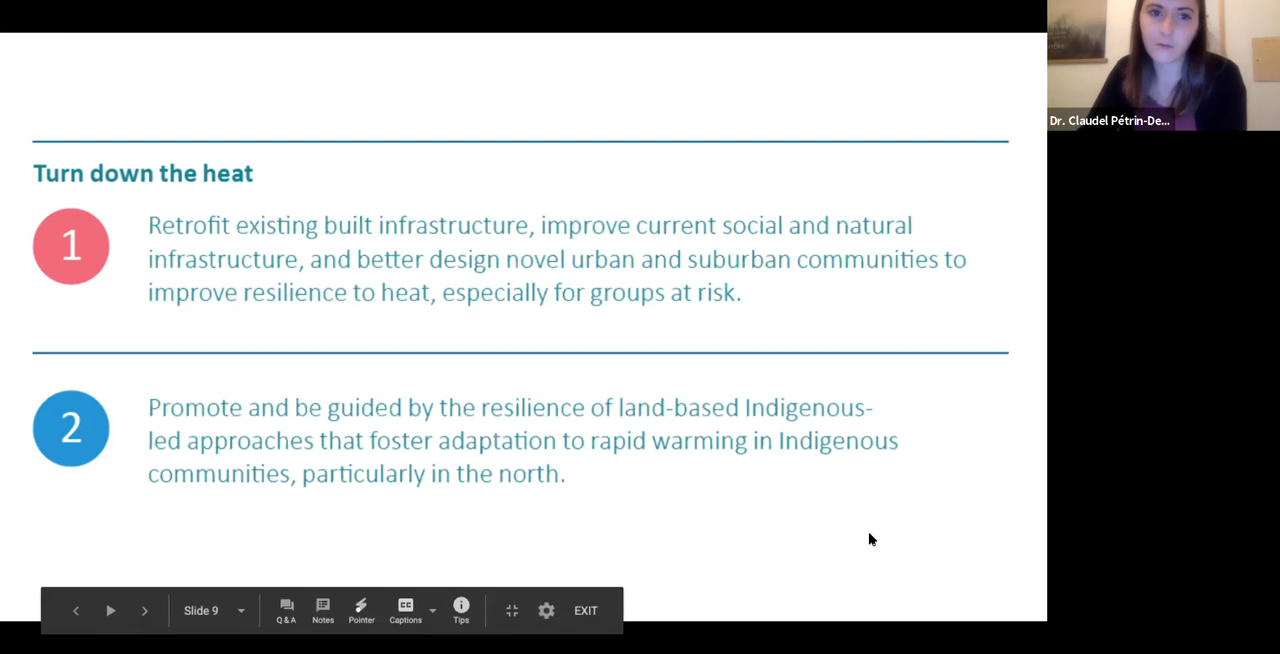 Dr. Claudel Pétrin-De...
Turn down the heat
1
Retrofit existing built infrastructure, improve current social and natural
infrastructure, and better design novel urban and suburban communities to
improve resilience to heat, especially for groups at risk.
2
Promote and be guided by the resilience of land-based Indigenous-
led approaches that foster adaptation to rapid warming in Indigenous
communities, particularly in the north.
Slide 9
Q & A
Notes
Pointer
CC
Captions
Tips
EXIT